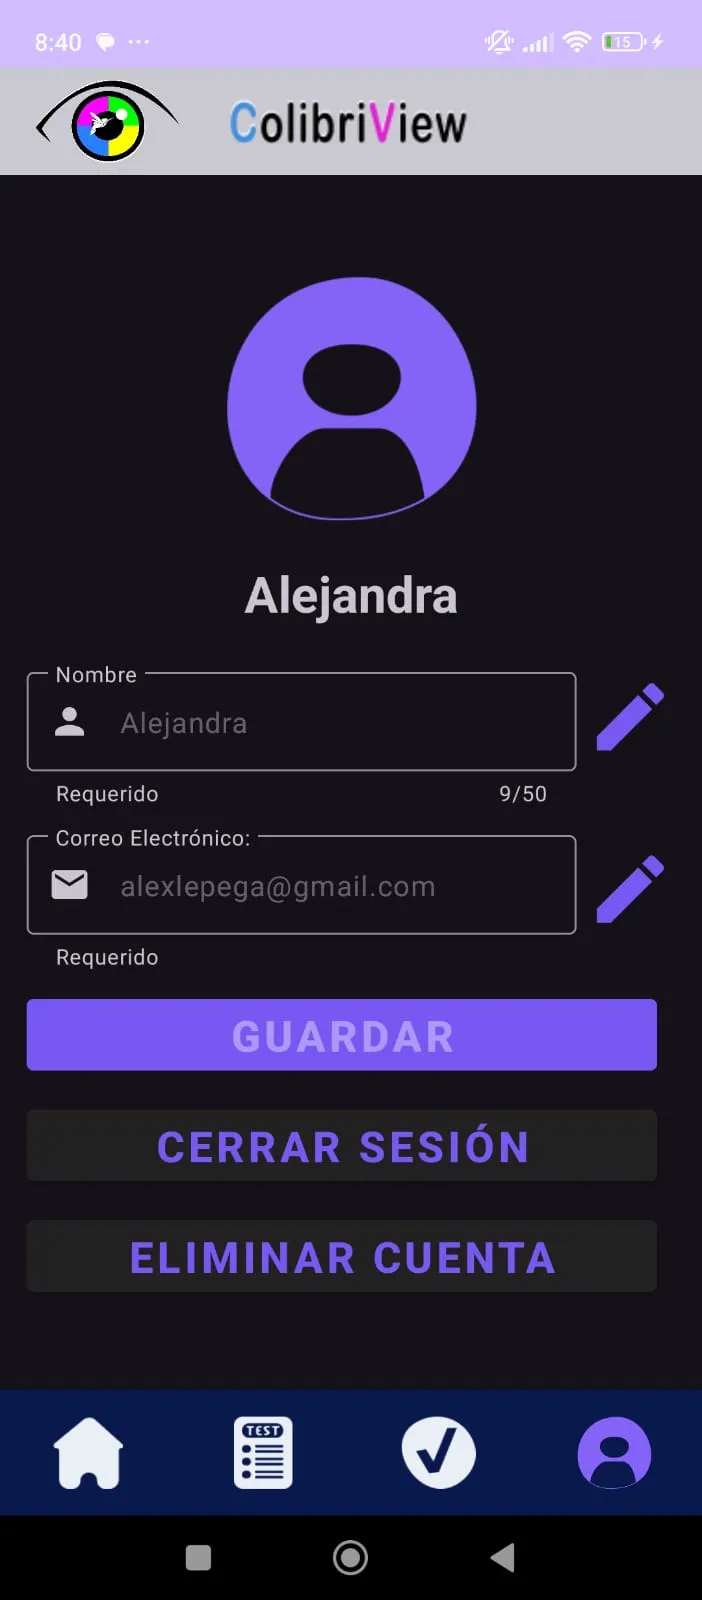 8:40
15
ColibriView
Alejandra
Nombre
Alejandra
Requerido 9/50
Correo Electrónico:
alexlepega@gmail.com
Requerido
GUARDAR
CERRAR SESIÓN
ELIMINAR CUENTA
TEST